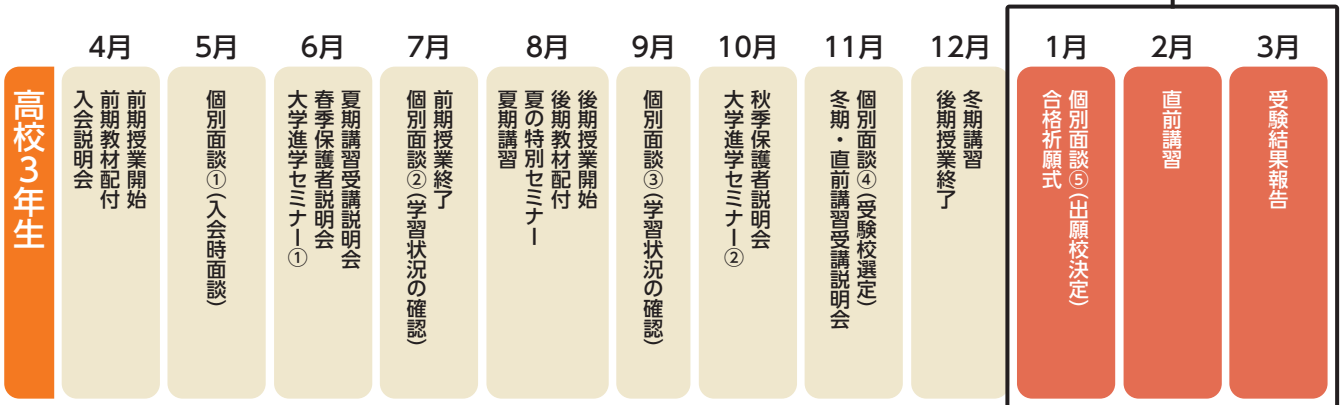 高校3年生
4月
前期授業開始
前期教材配付
入会説明会
5月
個別面談①(入会時面談)
6月
夏期講習受講説明会
春季保護者説明会
大学進学セミナー①
7月
前期授業終了
個別面談②(学習状況の確認)
8月
後期授業開始
後期教材配付
夏の特別セミナー
夏期講習
9月
個別面談③(学習状況の確認)
10月
秋季保護者説明会
大学進学セミナー②
11月
個別面談④(受験校選定)
冬期・直前講習受講説明会
12月
冬期講習
後期授業終了
1月
個別面談⑤(出願校決定)
合格祈願式
2月
直前講習
3月
受験結果報告